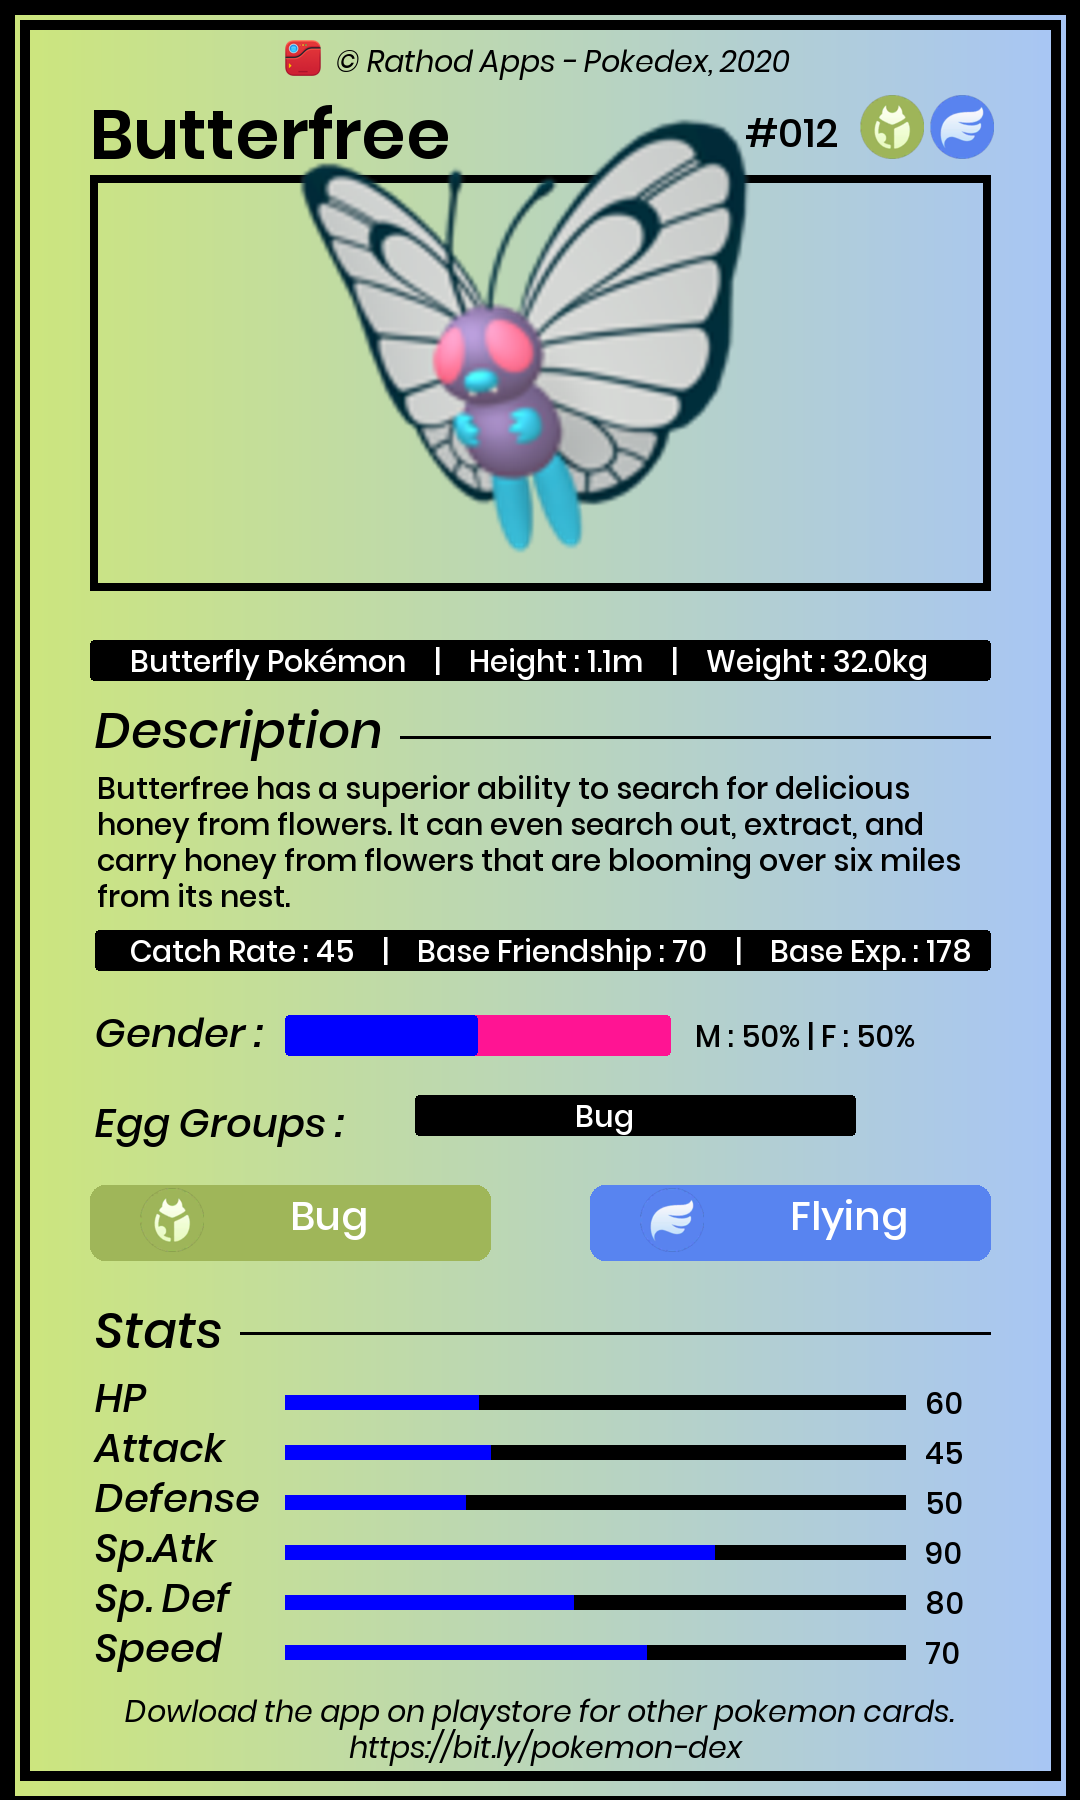 © Rathod Apps - Pokedex, 2020
Butterfree #012
Butterfly Pokémon | Height : 1.1m | Weight : 32.0kg
Description
Butterfree has a superior ability to search for delicious
honey from flowers. It can even search out, extract, and
carry honey from flowers that are blooming over six miles
from its nest.
Catch Rate : 45 | Base Friendship : 70 | Base Exp. : 178
Gender : M : 50% | F : 50%
Egg Groups : Bug
Bug Flying
Stats
HP 60
Attack 45
Defense 50
Sp.Atk 90
Sp. Def 80
Speed 70
Dowload the app on playstore for other pokemon cards.
https://bit.ly/pokemon-dex